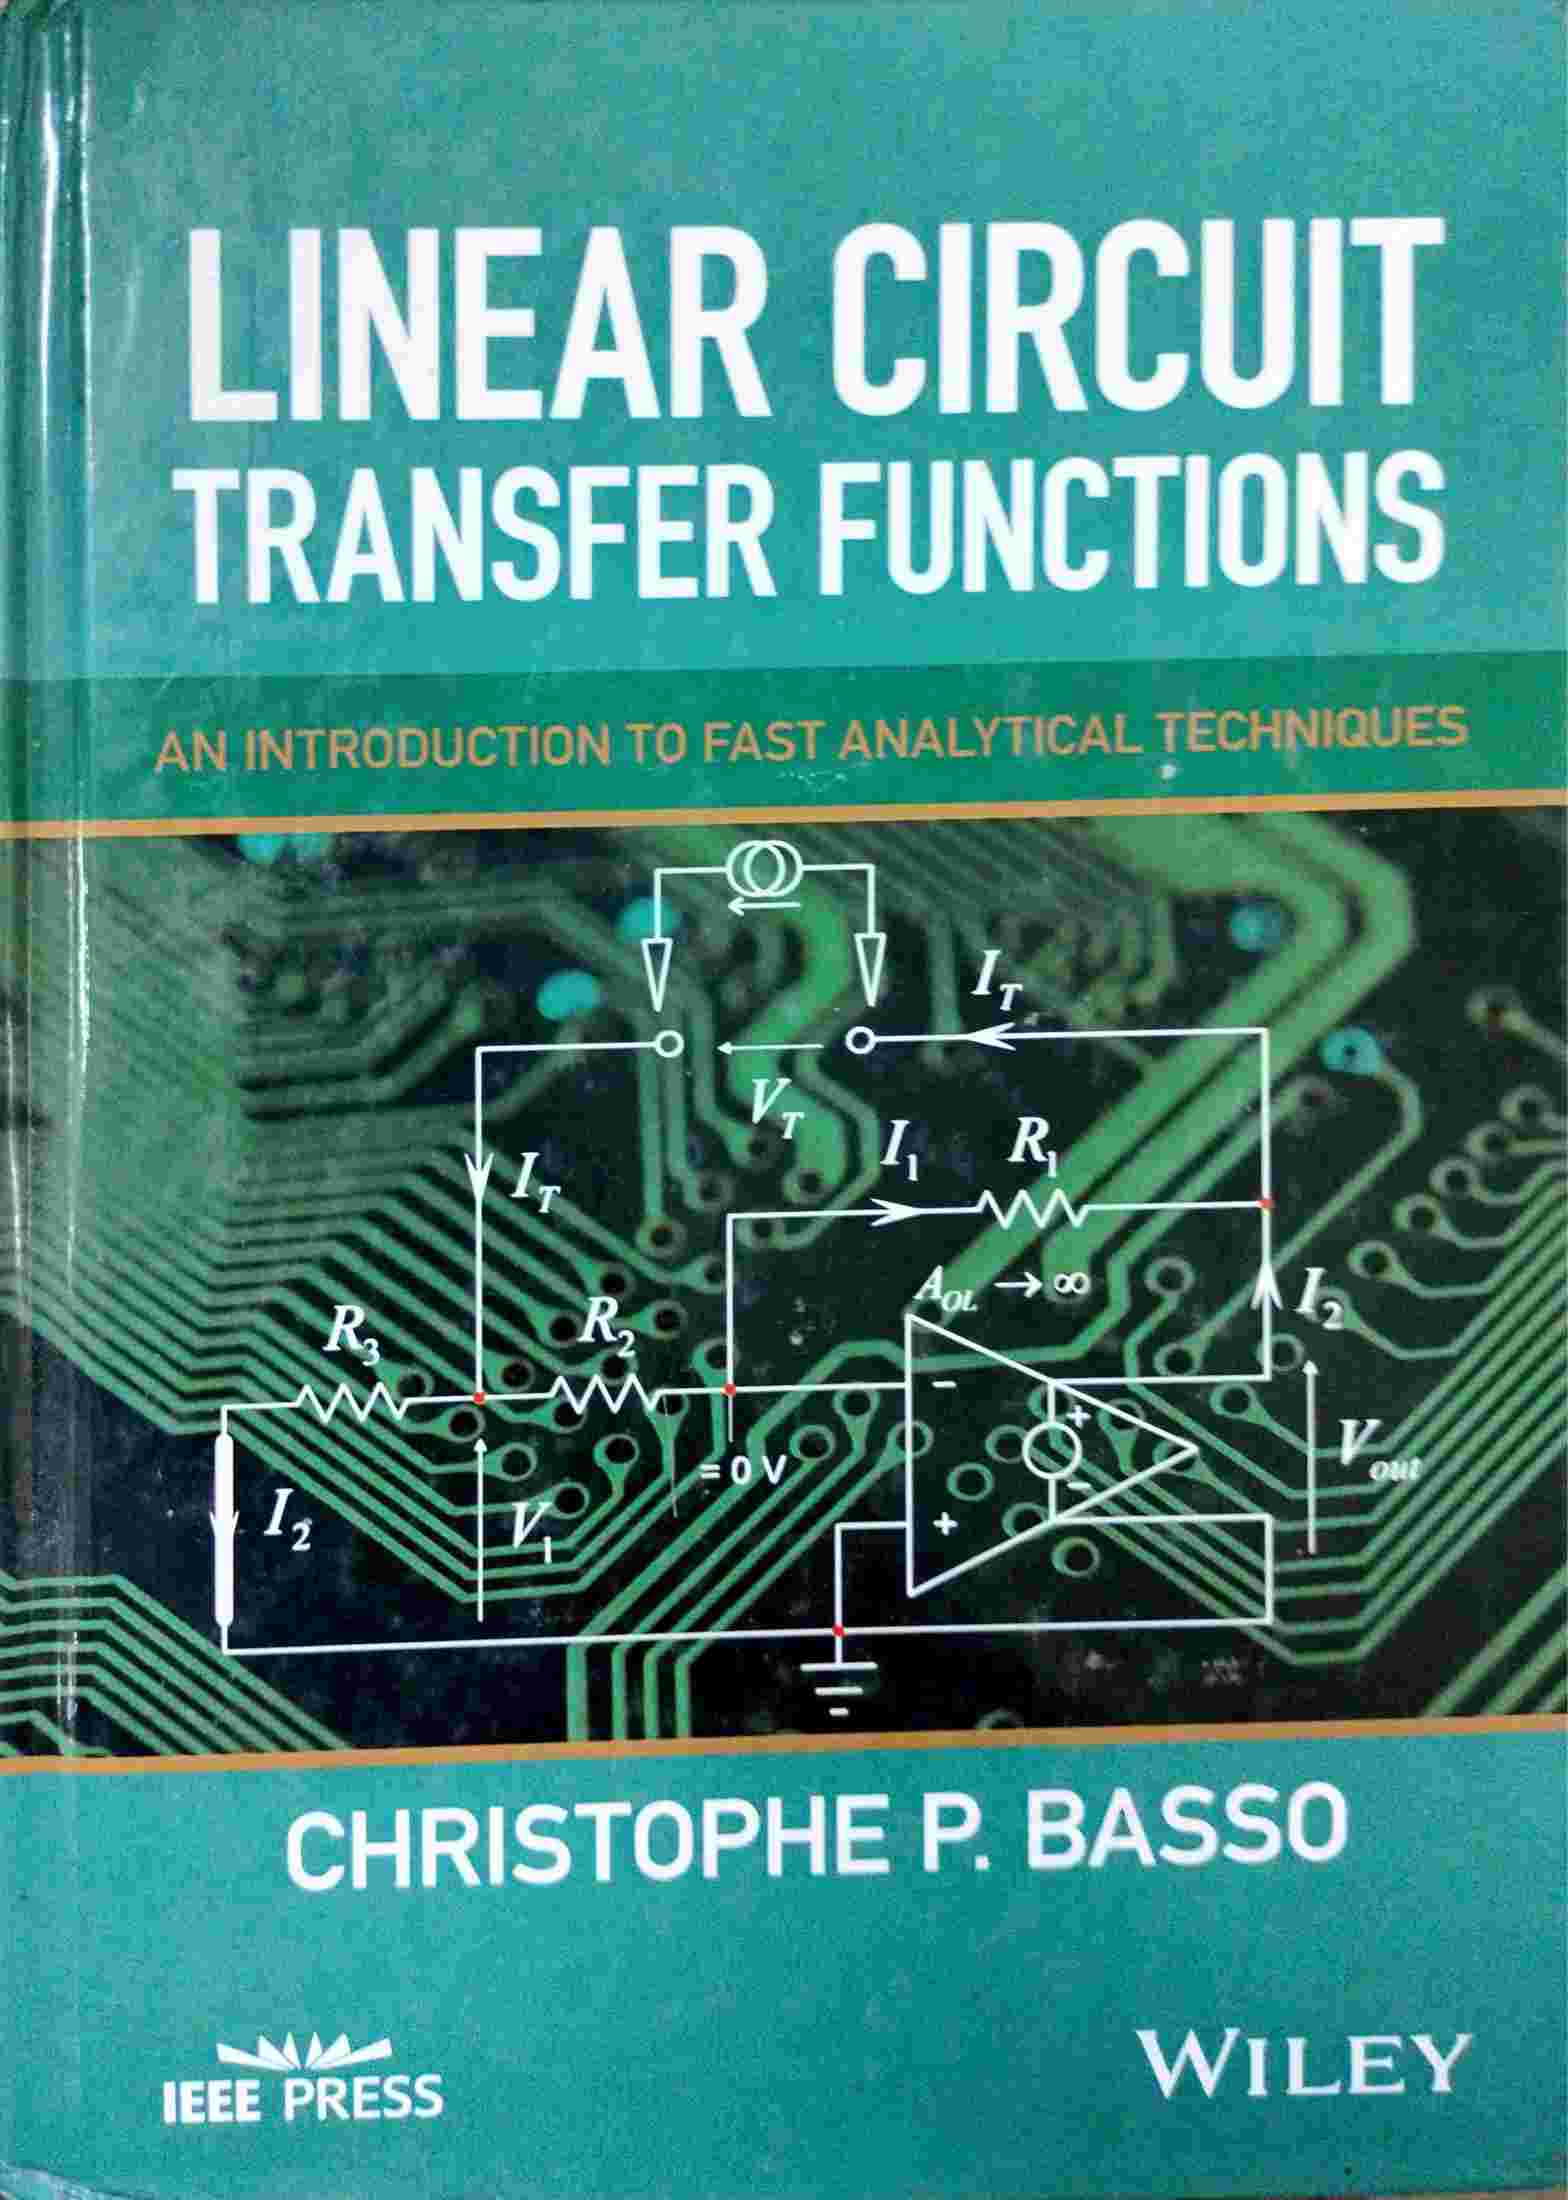 LINEAR CIRCUIT
TRANSFER FUNCTIONS
AN INTRODUCTION TO FAST ANALYTICAL TECHNIQUES
I_T
V_T
I_1
R_1
I_T
A_OL → ∞
I_2
R_3
R_2
-
+
= 0 V
-
V_out
I_2
V_1
+
CHRISTOPHE P. BASSO
IEEE PRESS
WILEY